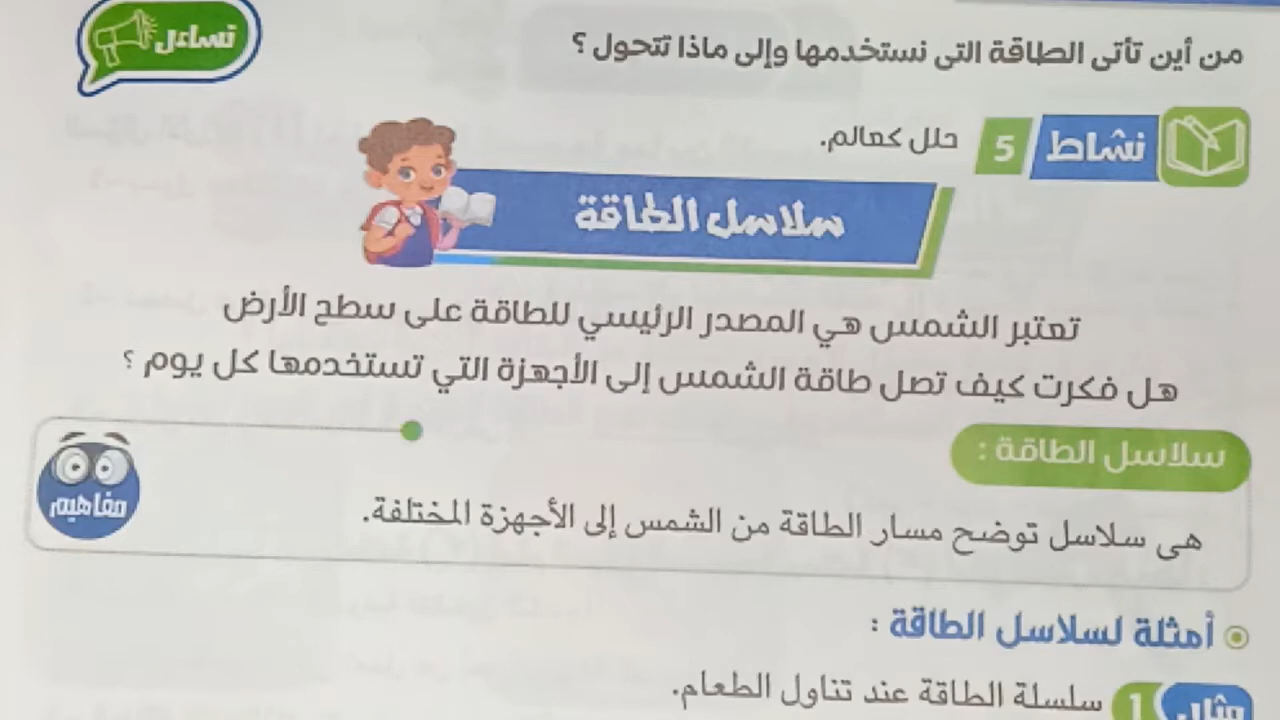 تساءل
من أين تأتى الطاقة التى نستخدمها وإلى ماذا تتحول ؟
نشاط 5 حلل كعالم.
سلاسل الطاقة
تعتبر الشمس هي المصدر الرئيسي للطاقة على سطح الأرض
هل فكرت كيف تصل طاقة الشمس إلى الأجهزة التي تستخدمها كل يوم ؟
سلاسل الطاقة :
مفاهيم
هى سلاسل توضح مسار الطاقة من الشمس إلى الأجهزة المختلفة.
أمثلة لسلاسل الطاقة :
مثال 1 سلسلة الطاقة عند تناول الطعام.